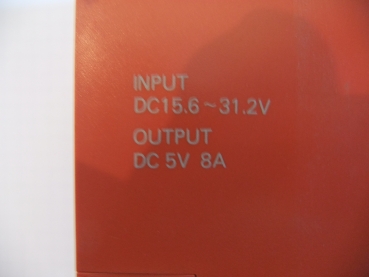 INPUT
DC15.6~31.2V
OUTPUT
DC 5V 8A